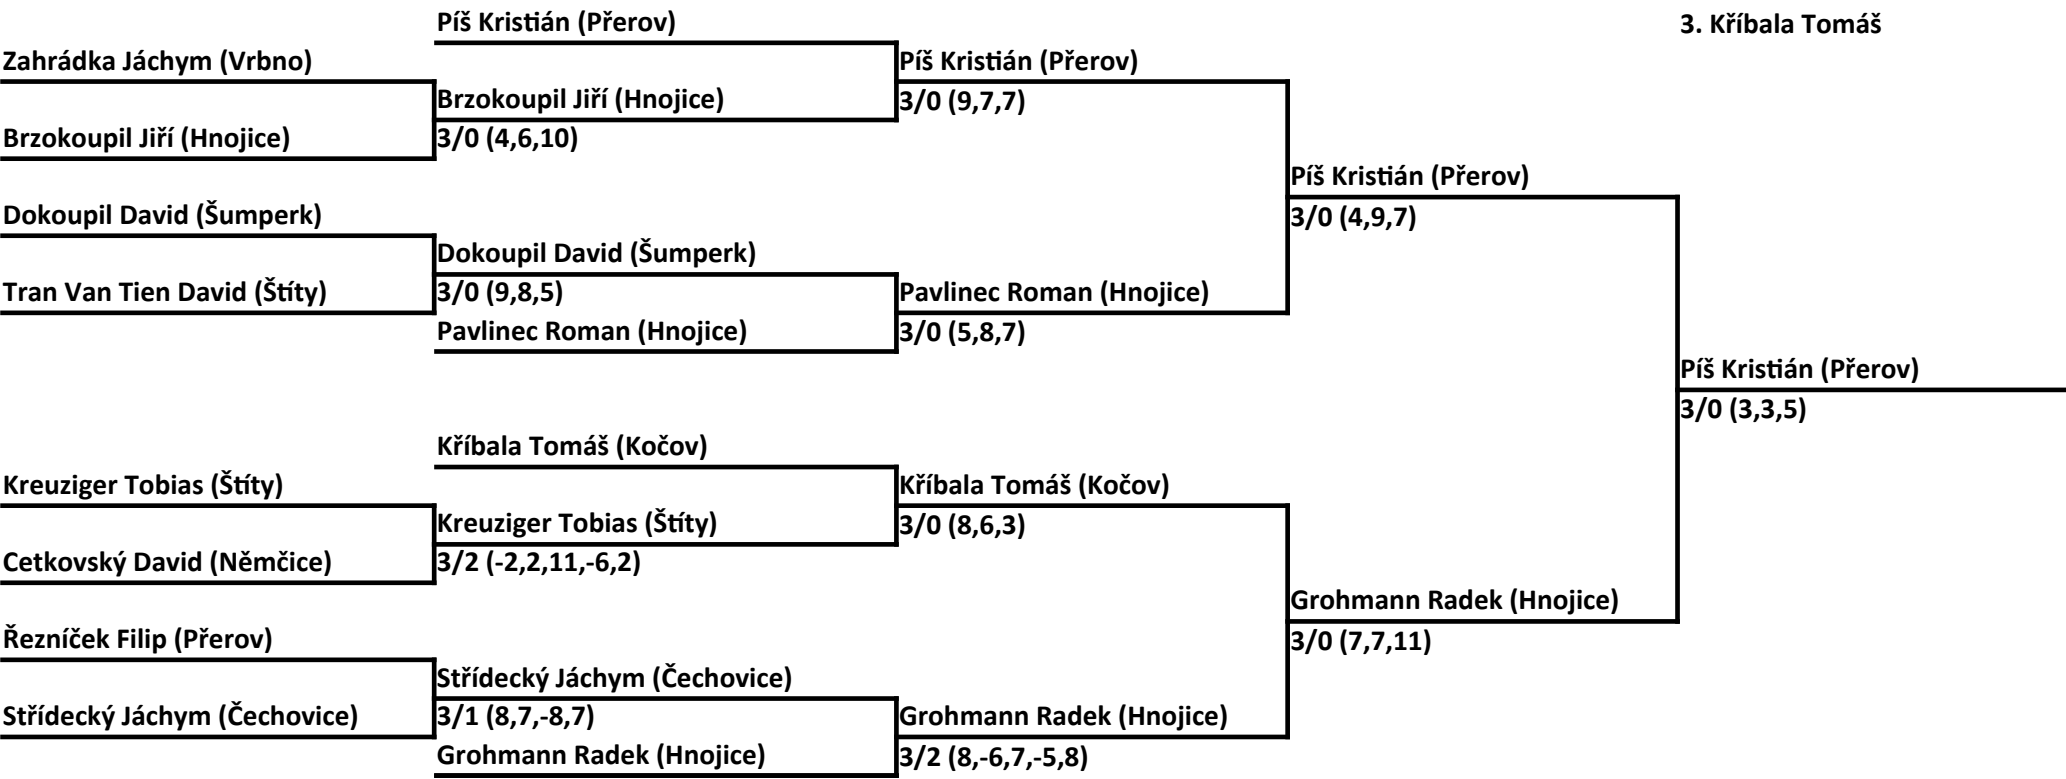 Píš Kristián (Přerov)
3. Kříbala Tomáš
Zahrádka Jáchym (Vrbno)
Píš Kristián (Přerov)
Brzokoupil Jiří (Hnojice)
3/0 (9,7,7)
Brzokoupil Jiří (Hnojice)
3/0 (4,6,10)
Píš Kristián (Přerov)
Dokoupil David (Šumperk)
3/0 (4,9,7)
Dokoupil David (Šumperk)
Tran Van Tien David (Štíty)
3/0 (9,8,5)
Pavlinec Roman (Hnojice)
Pavlinec Roman (Hnojice)
3/0 (5,8,7)
Píš Kristián (Přerov)
3/0 (3,3,5)
Kříbala Tomáš (Kočov)
Kreuziger Tobias (Štíty)
Kříbala Tomáš (Kočov)
Kreuziger Tobias (Štíty)
3/0 (8,6,3)
Cetkovský David (Němčice)
3/2 (-2,2,11,-6,2)
Grohmann Radek (Hnojice)
Řezníček Filip (Přerov)
3/0 (7,7,11)
Střídecký Jáchym (Čechovice)
Střídecký Jáchym (Čechovice)
3/1 (8,7,-8,7)
Grohmann Radek (Hnojice)
Grohmann Radek (Hnojice)
3/2 (8,-6,7,-5,8)